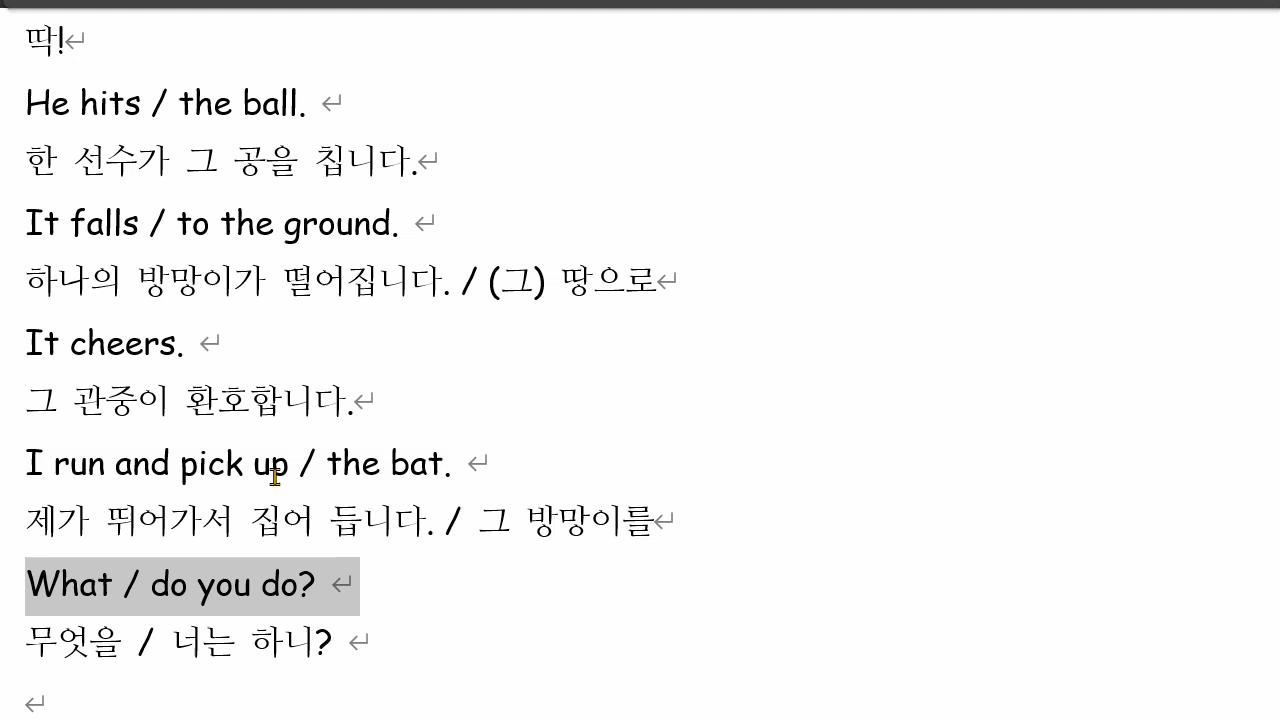 딱!
He hits / the ball.
한 선수가 그 공을 칩니다.
It falls / to the ground.
하나의 방망이가 떨어집니다. / (그) 땅으로
It cheers.
그 관중이 환호합니다.
I run and pick up / the bat.
제가 뛰어가서 집어 듭니다. / 그 방망이를
What / do you do?
무엇을 / 너는 하니?